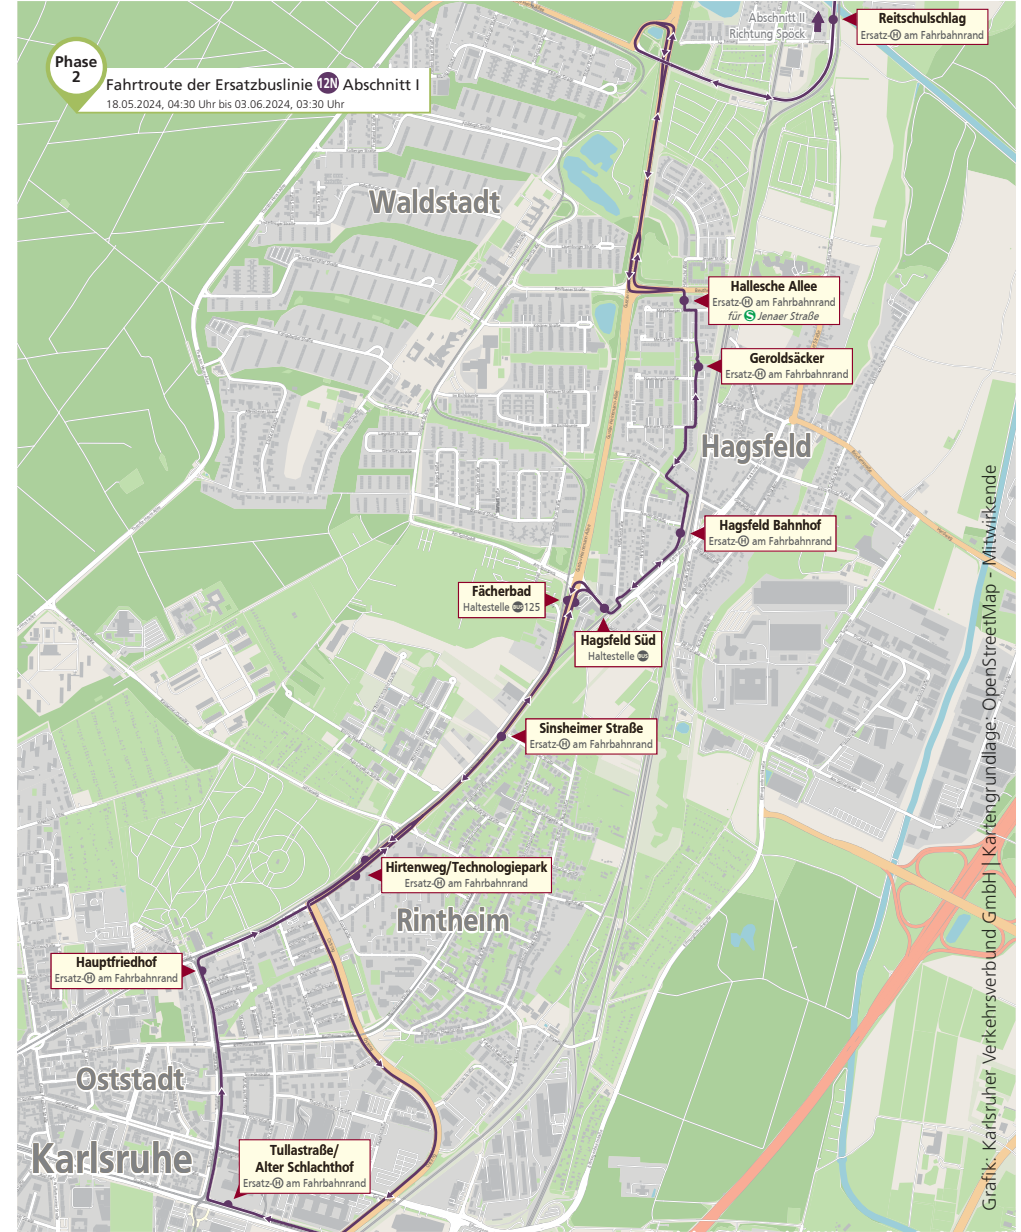 Phase
2
Fahrtroute der Ersatzbuslinie 12N Abschnitt I
18.05.2024, 04:30 Uhr bis 03.06.2024, 03:30 Uhr
Abschnitt II
Richtung Spöck
Reitschulschlag
Ersatz-H am Fahrbahnrand
Waldstadt
Hallesche Allee
Ersatz-H am Fahrbahnrand
für S Jenaer Straße
Geroldsäcker
Ersatz-H am Fahrbahnrand
Hagsfeld
Hagsfeld Bahnhof
Ersatz-H am Fahrbahnrand
Fächerbad
Haltestelle BUS 125
Hagsfeld Süd
Haltestelle BUS
Sinsheimer Straße
Ersatz-H am Fahrbahnrand
Hirtenweg/Technologiepark
Ersatz-H am Fahrbahnrand
Rintheim
Hauptfriedhof
Ersatz-H am Fahrbahnrand
Oststadt
Karlsruhe
Tullastraße/
Alter Schlachthof
Ersatz-H am Fahrbahnrand
Grafik: Karlsruher Verkehrsverbund GmbH | Kartengrundlage: OpenStreetMap - Mitwirkende